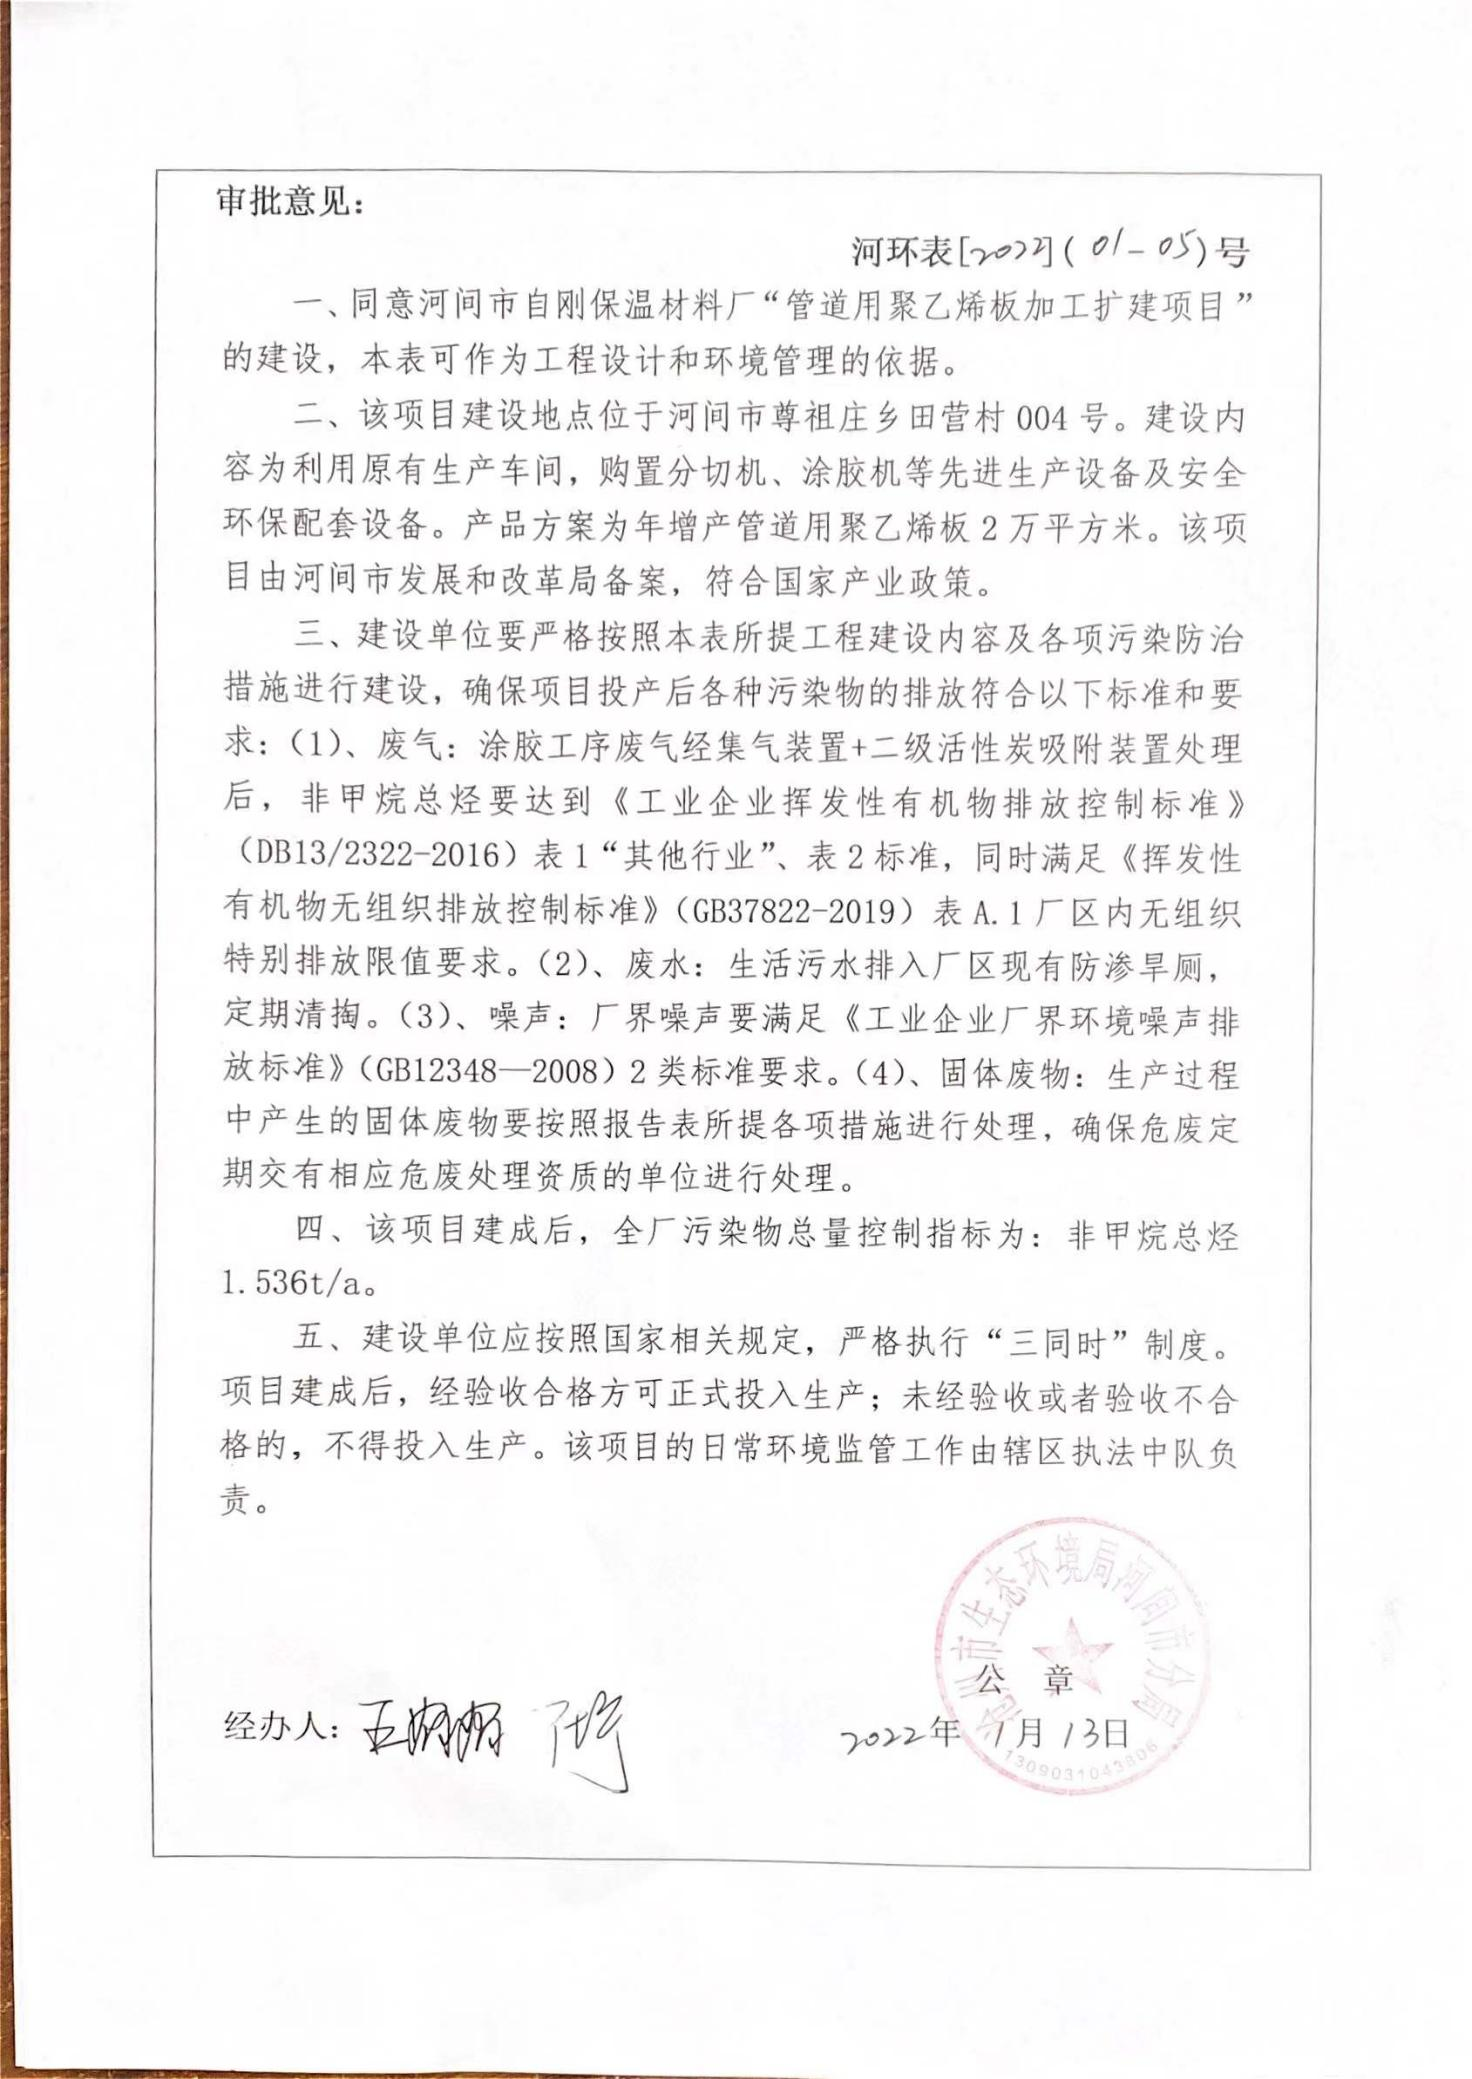 审批意见：
河环表[2022](01-05)号
一、同意河间市自刚保温材料厂“管道用聚乙烯板加工扩建项目”
的建设，本表可作为工程设计和环境管理的依据。
二、该项目建设地点位于河间市尊祖庄乡田营村 004 号。建设内
容为利用原有生产车间，购置分切机、涂胶机等先进生产设备及安全
环保配套设备。产品方案为年增产管道用聚乙烯板 2 万平方米。该项
目由河间市发展和改革局备案，符合国家产业政策。
三、建设单位要严格按照本表所提工程建设内容及各项污染防治
措施进行建设，确保项目投产后各种污染物的排放符合以下标准和要
求：（1）、废气：涂胶工序废气经集气装置+二级活性炭吸附装置处理
后，非甲烷总烃要达到《工业企业挥发性有机物排放控制标准》
（DB13/2322-2016）表 1“其他行业”、表 2 标准，同时满足《挥发性
有机物无组织排放控制标准》（GB37822-2019）表 A.1 厂区内无组织
特别排放限值要求。（2）、废水：生活污水排入厂区现有防渗旱厕，
定期清掏。（3）、噪声：厂界噪声要满足《工业企业厂界环境噪声排
放标准》（GB12348—2008）2 类标准要求。（4）、固体废物：生产过程
中产生的固体废物要按照报告表所提各项措施进行处理，确保危废定
期交有相应危废处理资质的单位进行处理。
四、该项目建成后，全厂污染物总量控制指标为：非甲烷总烃
1.536t/a。
五、建设单位应按照国家相关规定，严格执行“三同时”制度。
项目建成后，经验收合格方可正式投入生产；未经验收或者验收不合
格的，不得投入生产。该项目的日常环境监管工作由辖区执法中队负
责。
沧州市生态环境局河间市分局
公 章
经办人：
2022年 1月 13日
1309031043806